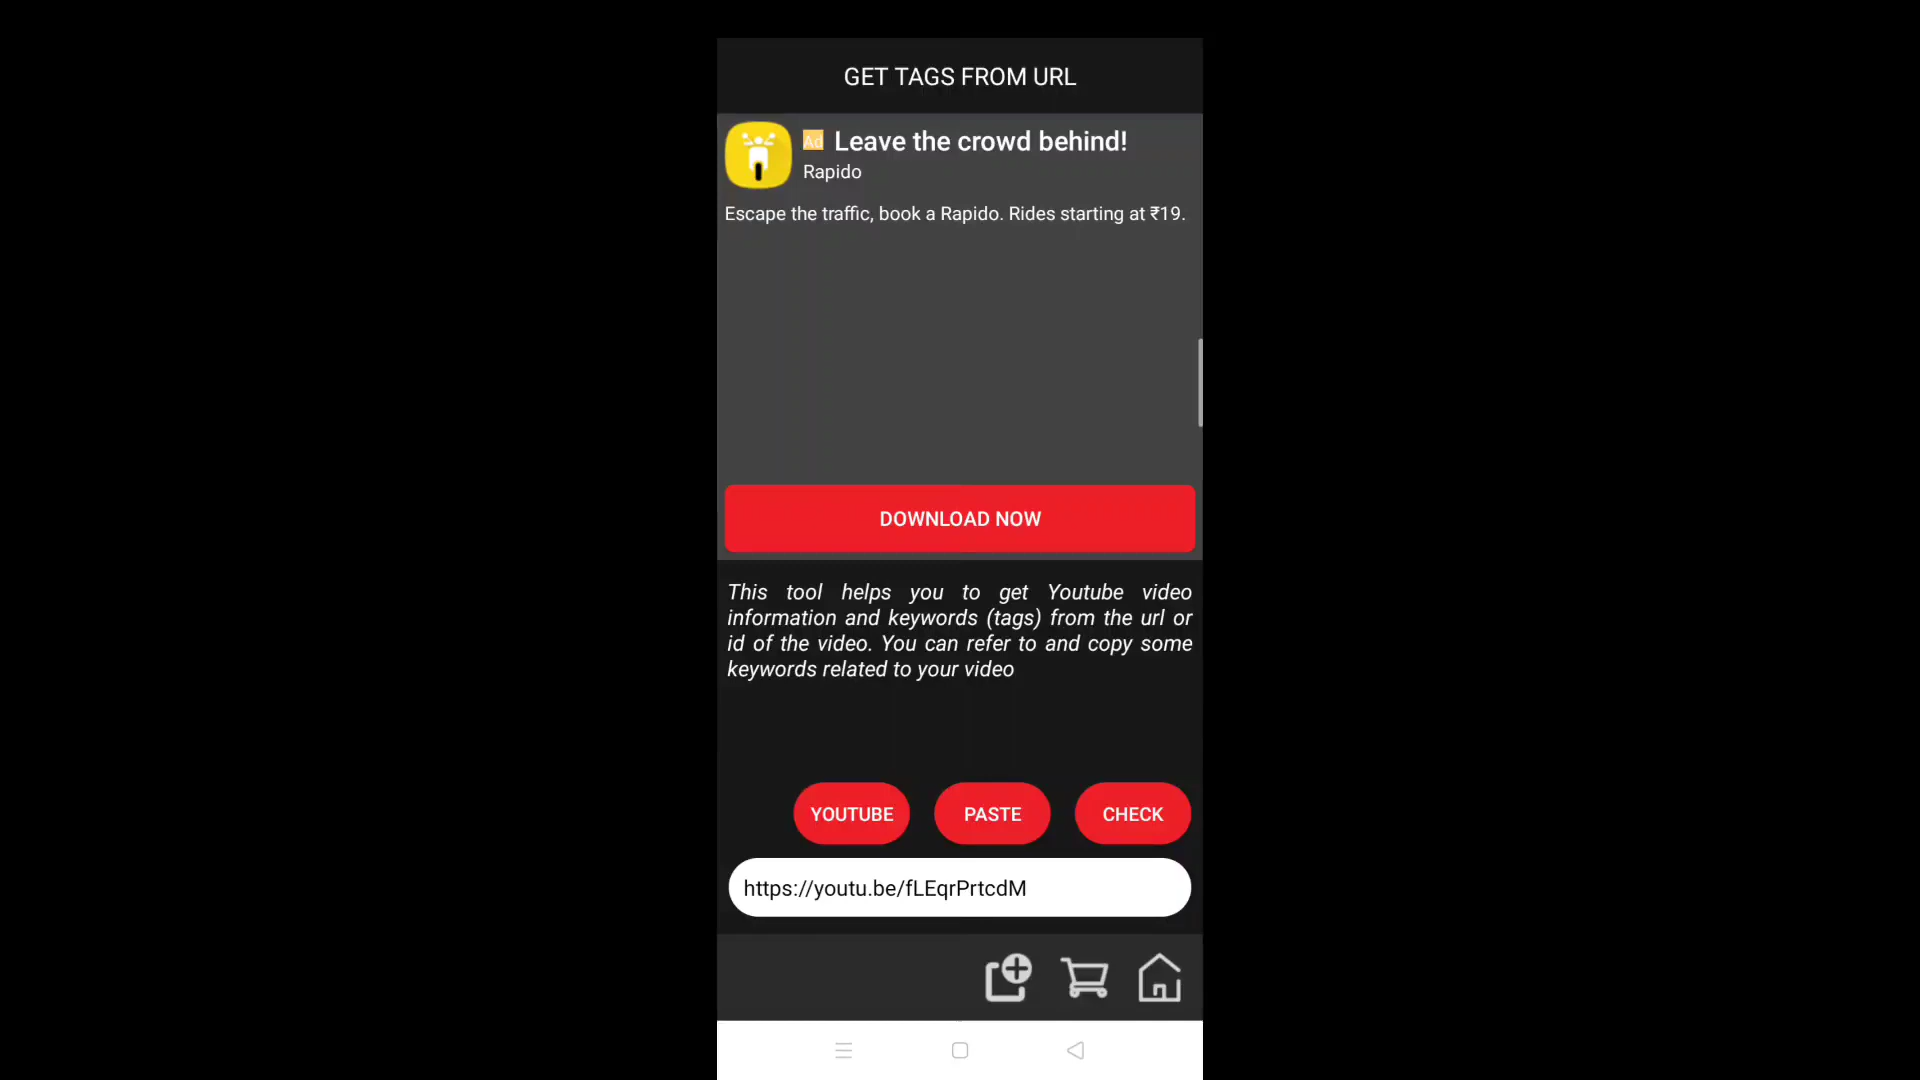 GET TAGS FROM URL
Ad Leave the crowd behind!
Rapido
Escape the traffic, book a Rapido. Rides starting at ₹19.
DOWNLOAD NOW
This tool helps you to get Youtube video
information and keywords (tags) from the url or
id of the video. You can refer to and copy some
keywords related to your video
YOUTUBE PASTE CHECK
https://youtu.be/fLEqrPrtcdM